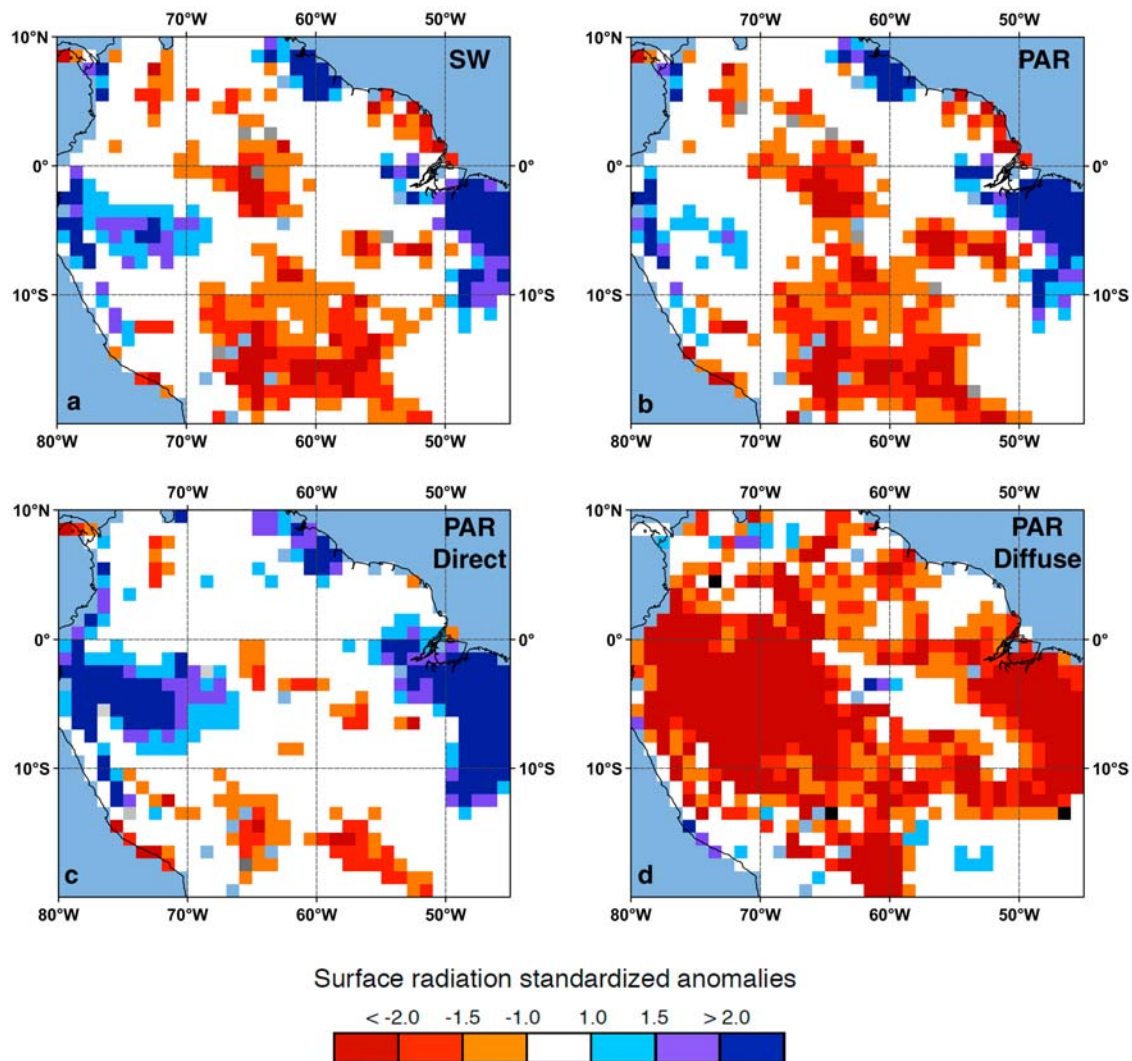 70°W 60°W 50°W
10°N
SW
0° 0°
10°S 10°S
a
80°W 70°W 60°W 50°W
70°W 60°W 50°W
10°N
PAR
0° 0°
10°S 10°S
b
80°W 70°W 60°W 50°W
70°W 60°W 50°W
10°N
PAR
Direct
0° 0°
10°S 10°S
c
80°W 70°W 60°W 50°W
70°W 60°W 50°W
10°N
PAR
Diffuse
0° 0°
10°S 10°S
d
80°W 70°W 60°W 50°W
Surface radiation standardized anomalies
< -2.0 -1.5 -1.0 1.0 1.5 > 2.0